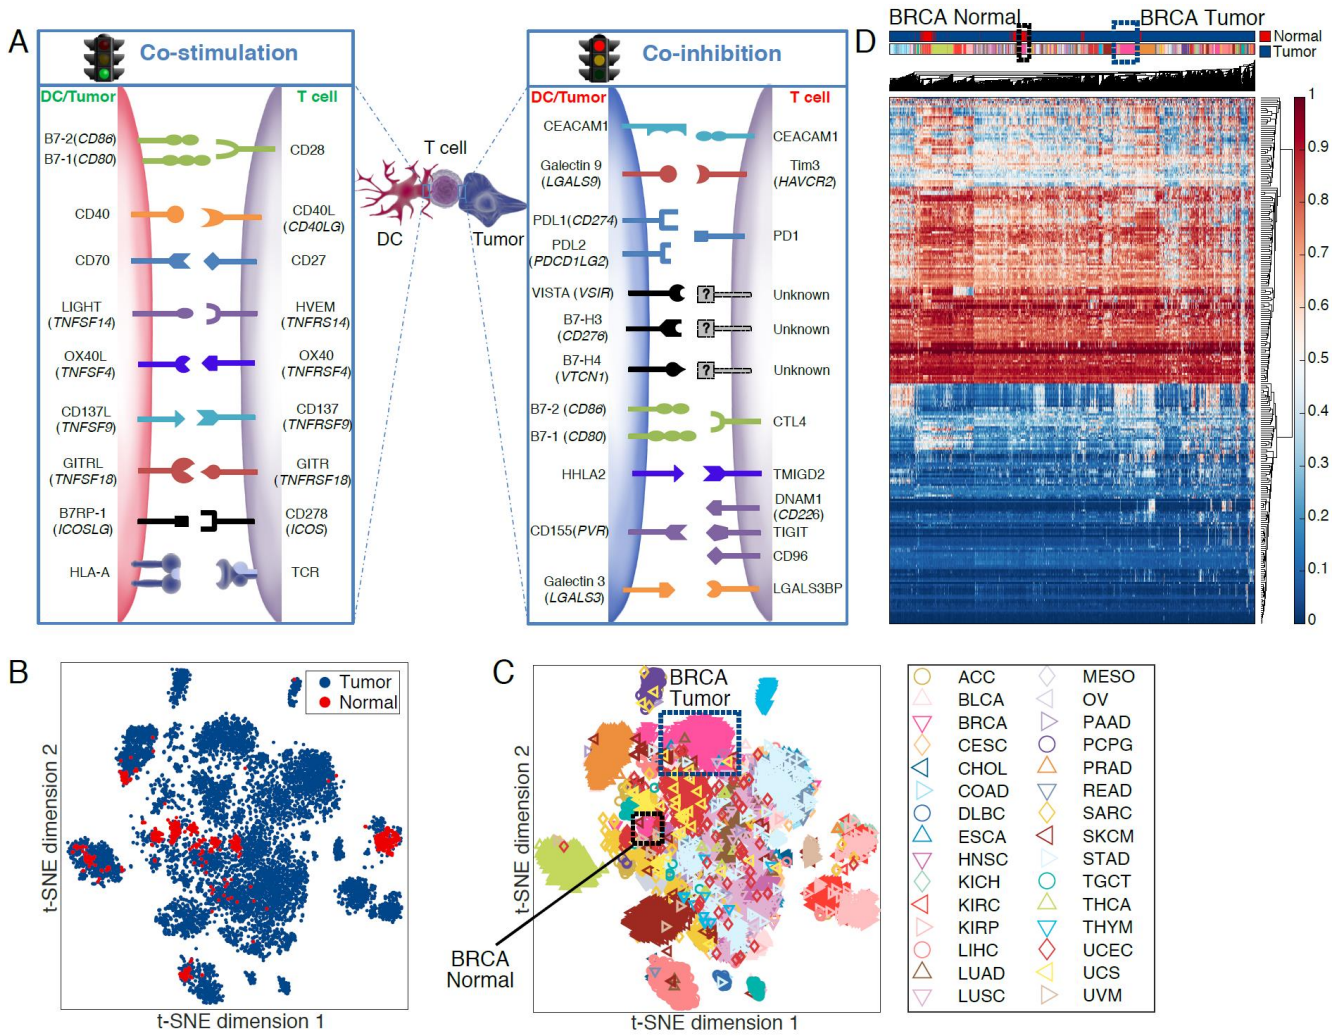 A
Co-stimulation
DC/Tumor
T cell
B7-2(CD86)
B7-1(CD80)
CD28
CD40
CD40L
(CD40LG)
CD70
CD27
LIGHT
(TNFSF14)
HVEM
(TNFRS14)
OX40L
(TNFSF4)
OX40
(TNFRSF4)
CD137L
(TNFSF9)
CD137
(TNFRSF9)
GITRL
(TNFSF18)
GITR
(TNFRSF18)
B7RP-1
(ICOSLG)
CD278
(ICOS)
HLA-A
TCR
T cell
DC
Tumor
Co-inhibition
DC/Tumor
T cell
CEACAM1
CEACAM1
Galectin 9
(LGALS9)
Tim3
(HAVCR2)
PDL1(CD274)
PDL2
(PDCD1LG2)
PD1
VISTA (VSIR)
?
Unknown
B7-H3
(CD276)
?
Unknown
B7-H4
(VTCN1)
?
Unknown
B7-2 (CD86)
B7-1 (CD80)
CTL4
HHLA2
TMIGD2
DNAM1
(CD226)
CD155(PVR)
TIGIT
CD96
Galectin 3
(LGALS3)
LGALS3BP
D
BRCA Normal
BRCA Tumor
Normal
Tumor
1
0.9
0.8
0.7
0.6
0.5
0.4
0.3
0.2
0.1
0
B
Tumor
Normal
t-SNE dimension 2
t-SNE dimension 1
C
BRCA
Tumor
BRCA
Normal
t-SNE dimension 2
t-SNE dimension 1
ACC
BLCA
BRCA
CESC
CHOL
COAD
DLBC
ESCA
HNSC
KICH
KIRC
KIRP
LIHC
LUAD
LUSC
MESO
OV
PAAD
PCPG
PRAD
READ
SARC
SKCM
STAD
TGCT
THCA
THYM
UCEC
UCS
UVM